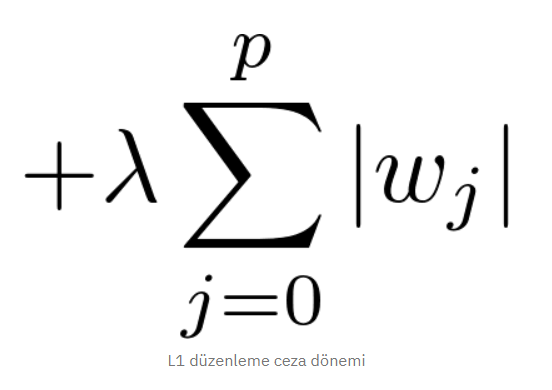 +λ∑_{j=0}^{p}|w_j|
L1 düzenleme ceza dönemi